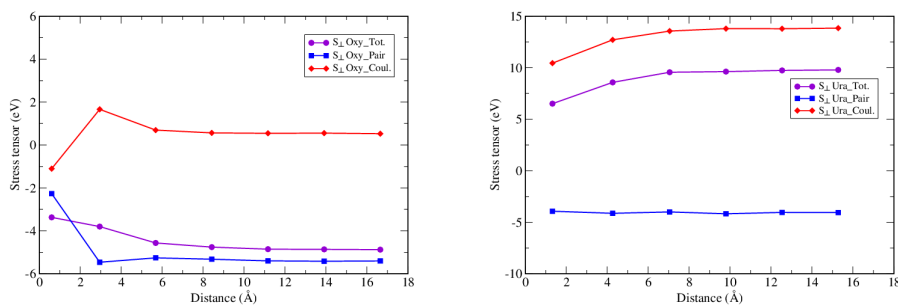 6
4
2
0
-2
-4
-6
Stress tensor (eV)
S⊥ Oxy_Tot.
S⊥ Oxy_Pair
S⊥ Oxy_Coul.
0 2 4 6 8 10 12 14 16 18
Distance (Å)
15
10
5
0
-5
-10
Stress tensor (eV)
S⊥ Ura_Tot.
S⊥ Ura_Pair
S⊥ Ura_Coul.
0 2 4 6 8 10 12 14 16 18
Distance (Å)